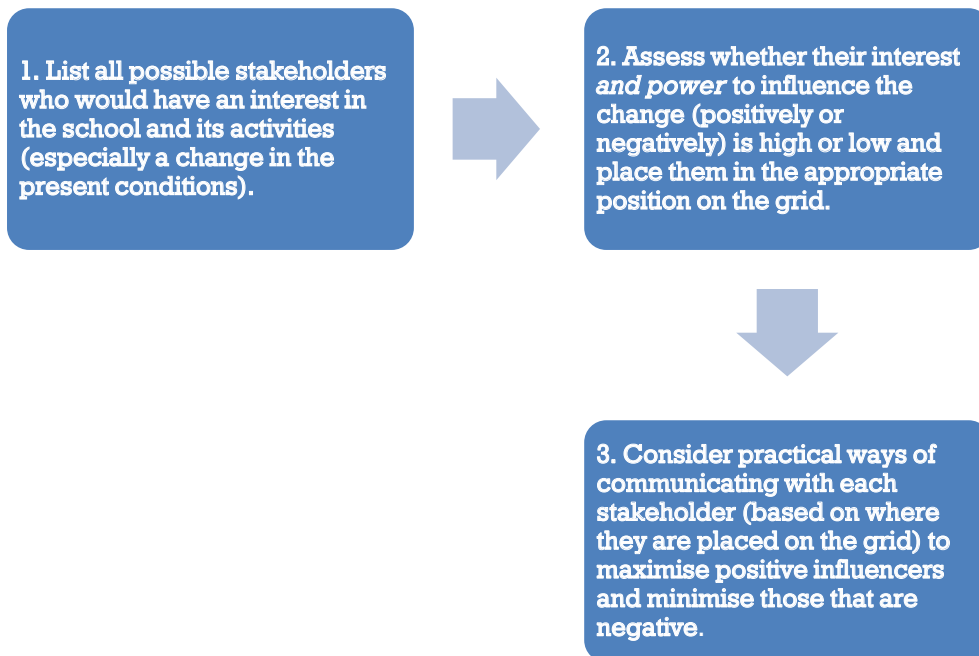 1. List all possible stakeholders
who would have an interest in
the school and its activities
(especially a change in the
present conditions).
2. Assess whether their interest
and power to influence the
change (positively or
negatively) is high or low and
place them in the appropriate
position on the grid.
3. Consider practical ways of
communicating with each
stakeholder (based on where
they are placed on the grid) to
maximise positive influencers
and minimise those that are
negative.